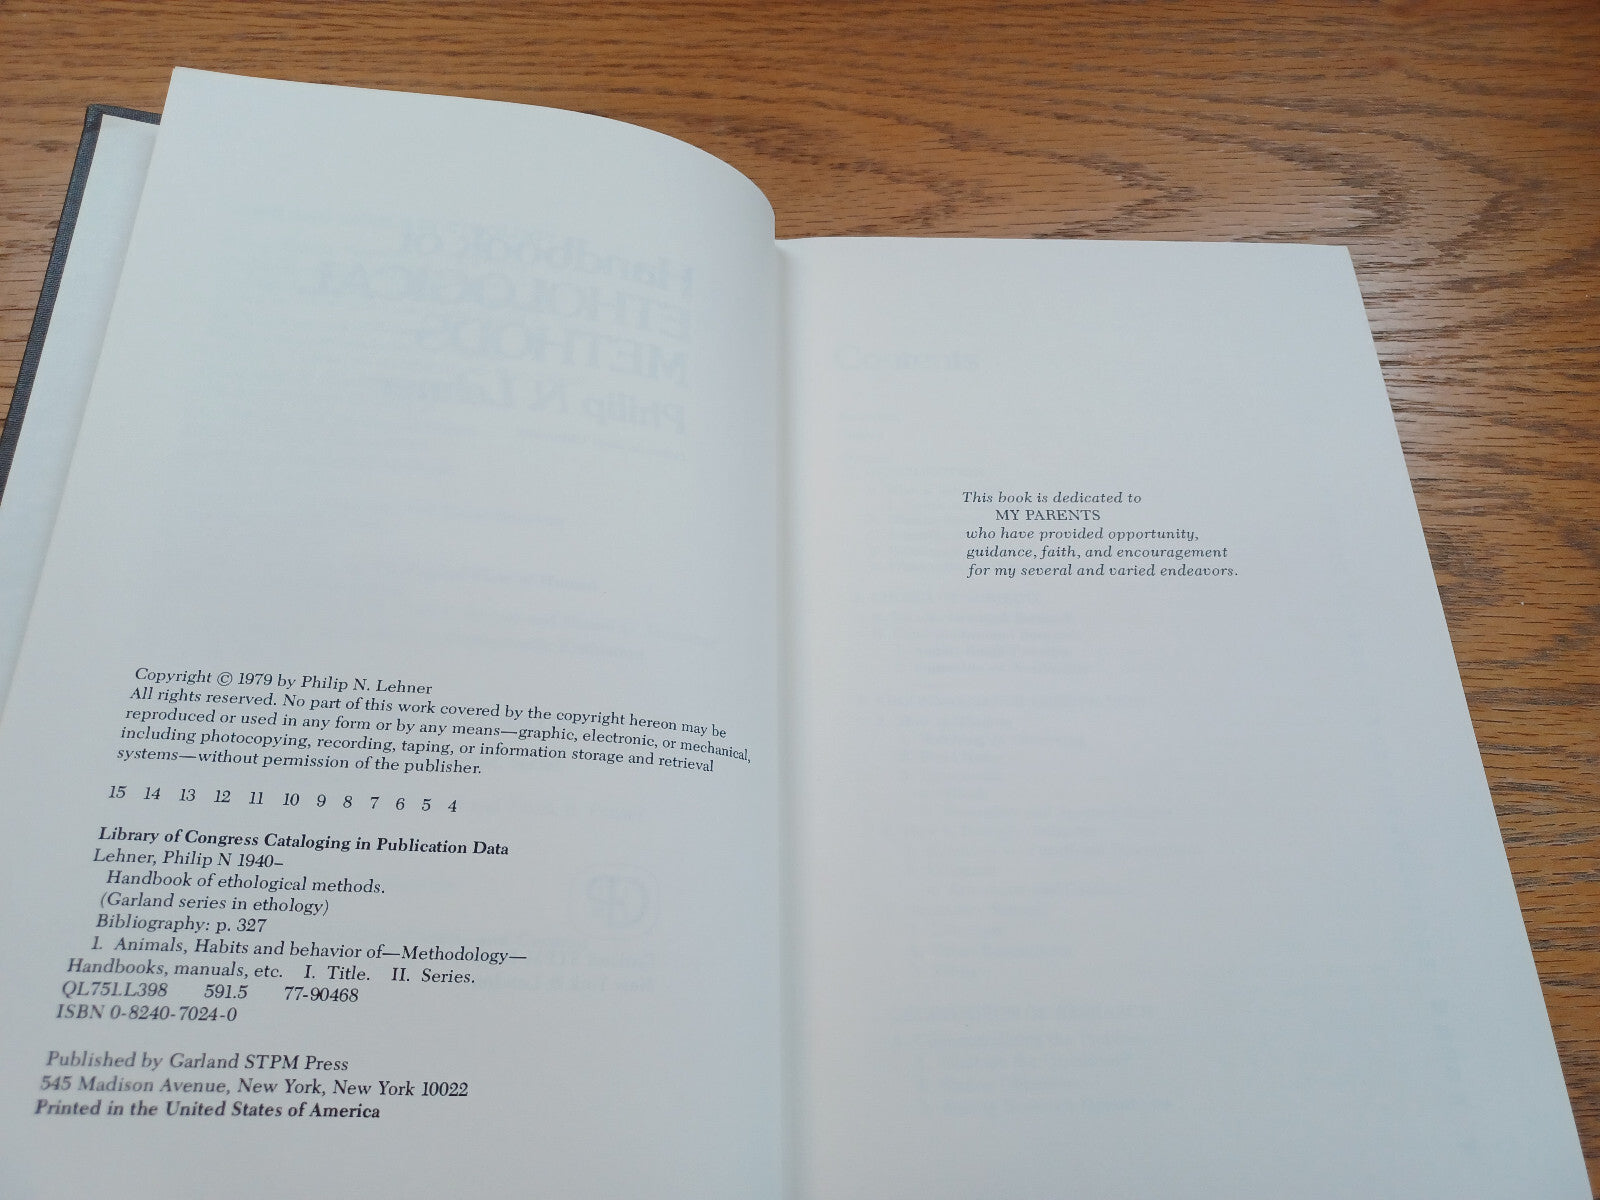 Copyright © 1979 by Philip N. Lehner
All rights reserved. No part of this work covered by the copyright hereon may be
reproduced or used in any form or by any means—graphic, electronic, or mechanical,
including photocopying, recording, taping, or information storage and retrieval
systems—without permission of the publisher.
15 14 13 12 11 10 9 8 7 6 5 4
Library of Congress Cataloging in Publication Data
Lehner, Philip N 1940–
Handbook of ethological methods.
(Garland series in ethology)
Bibliography: p. 327
1. Animals, Habits and behavior of—Methodology—
Handbooks, manuals, etc. I. Title. II. Series.
QL751.L398 591.5 77-90468
ISBN 0-8240-7024-0
Published by Garland STPM Press
545 Madison Avenue, New York, New York 10022
Printed in the United States of America
This book is dedicated to
MY PARENTS
who have provided opportunity,
guidance, faith, and encouragement
for my several and varied endeavors.
Handbook of
ETHOLOGICAL
METHODS
Philip N. Lehner
Contents